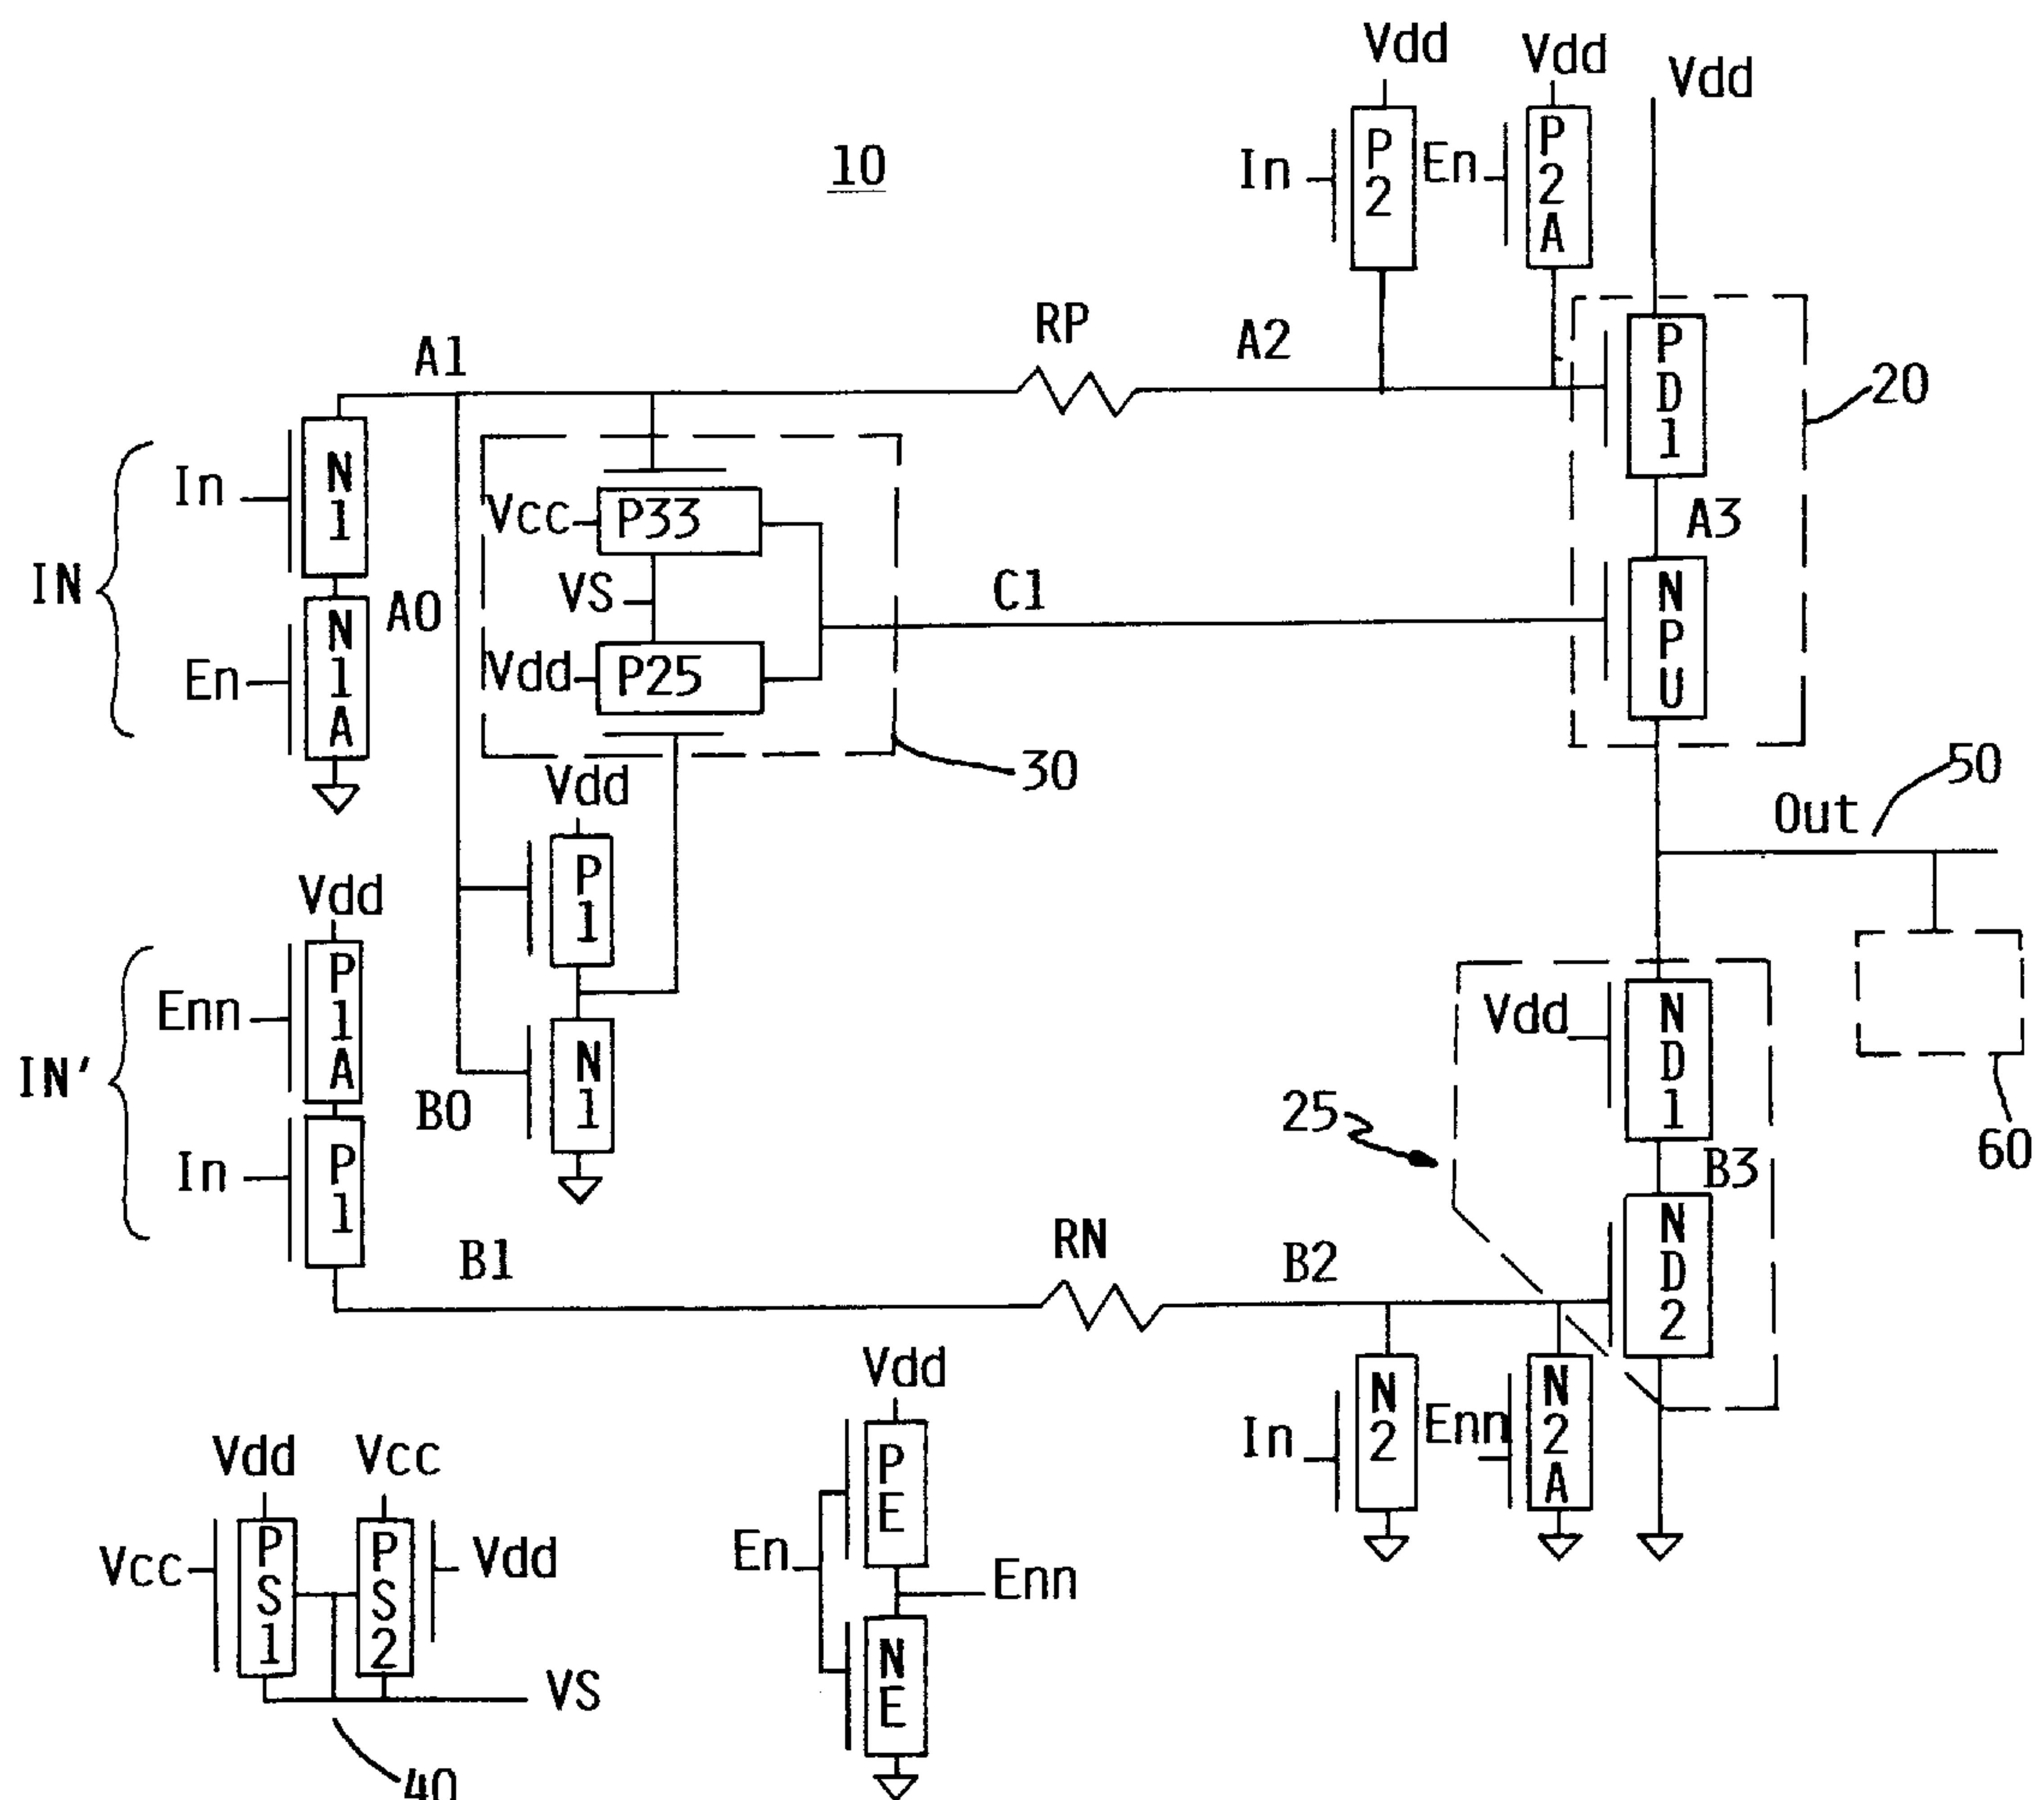 Vdd
Vdd
Vdd
10
In
P2
En
P2A
A1
RP
A2
PD1
20
IN
In
N1
A0
En
N1A
Vcc
P33
VS
Vdd
P25
C1
A3
NPU
30
Vdd
P1
Out
50
Vdd
IN'
Enn
P1A
In
P1
B0
N1
Vdd
ND1
25
B3
60
B1
RN
B2
ND2
Vdd
In
N2
Enn
N2A
Vdd
Vcc
Vcc
PS1
PS2
Vdd
VS
En
PE
Enn
NE
40